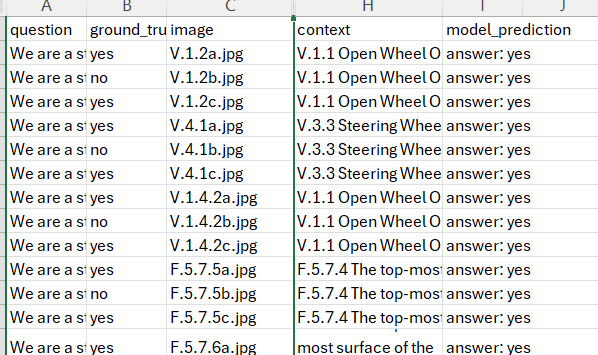 A B C H I J
question ground_tru image context model_prediction
We are a st yes V.1.2a.jpg V.1.1 Open Wheel O answer: yes
We are a st no V.1.2b.jpg V.1.1 Open Wheel O answer: yes
We are a st yes V.1.2c.jpg V.1.1 Open Wheel O answer: yes
We are a st yes V.4.1a.jpg V.3.3 Steering Whee answer: yes
We are a st no V.4.1b.jpg V.3.3 Steering Whee answer: yes
We are a st yes V.4.1c.jpg V.3.3 Steering Whee answer: yes
We are a st yes V.1.4.2a.jpg V.1.1 Open Wheel O answer: yes
We are a st no V.1.4.2b.jpg V.1.1 Open Wheel O answer: yes
We are a st yes V.1.4.2c.jpg V.1.1 Open Wheel O answer: yes
We are a st yes F.5.7.5a.jpg F.5.7.4 The top-most answer: yes
We are a st no F.5.7.5b.jpg F.5.7.4 The top-most answer: yes
We are a st yes F.5.7.5c.jpg F.5.7.4 The top-most answer: yes
We are a st yes F.5.7.6a.jpg most surface of the answer: yes